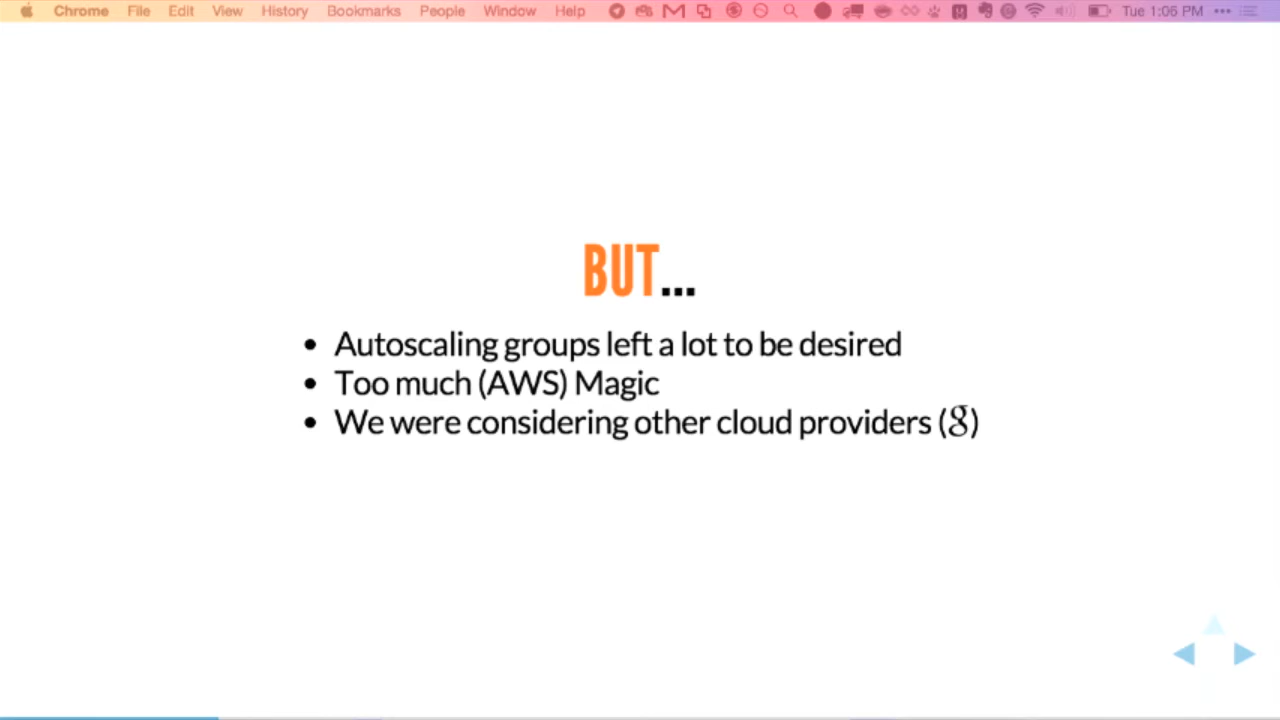 Chrome File Edit View History Bookmarks People Window Help Tue 1:06 PM
BUT...
• Autoscaling groups left a lot to be desired
• Too much (AWS) Magic
• We were considering other cloud providers (g)